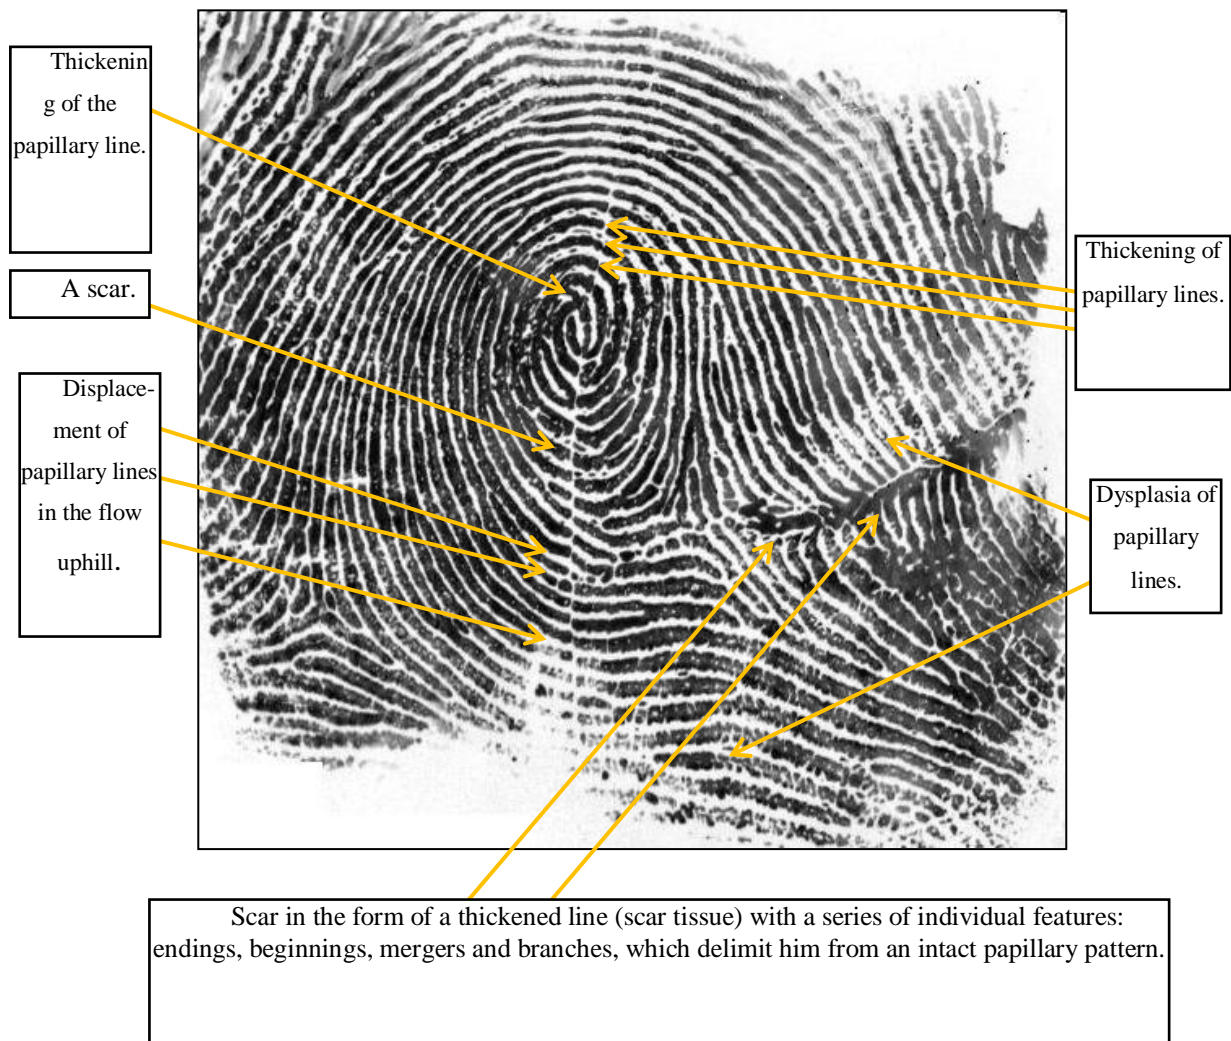 Thickenin
g of the
papillary line.
A scar.
Displace-
ment of
papillary lines
in the flow
uphill.
Thickening of
papillary lines.
Dysplasia of
papillary
lines.
Scar in the form of a thickened line (scar tissue) with a series of individual features:
endings, beginnings, mergers and branches, which delimit him from an intact papillary pattern.